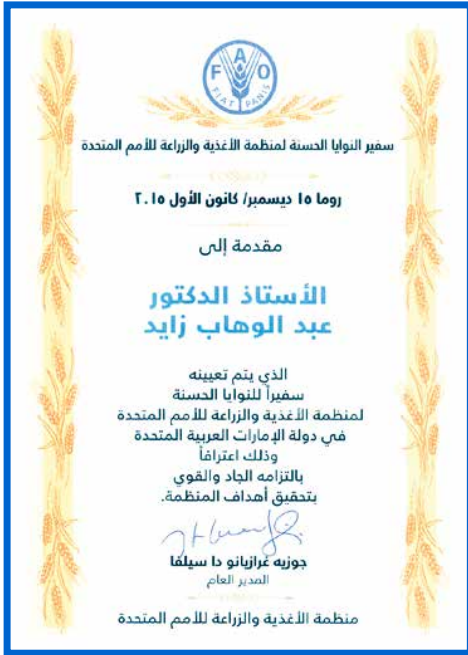 F A O
FIAT PANIS
سفير النوايا الحسنة لمنظمة الأغذية والزراعة للأمم المتحدة
روما ١٥ ديسمبر/ كانون الأول ٢.١٥
مقدمة إلى
الأستاذ الدكتور
عبد الوهاب زايد
الذي يتم تعيينه
سفيراً للنوايا الحسنة
لمنظمة الأغذية والزراعة للأمم المتحدة
في دولة الإمارات العربية المتحدة
وذلك اعترافاً
بالتزامه الجاد والقوي
بتحقيق أهداف المنظمة.
جوزيه غرازيانو دا سيلفا
المدير العام
منظمة الأغذية والزراعة للأمم المتحدة